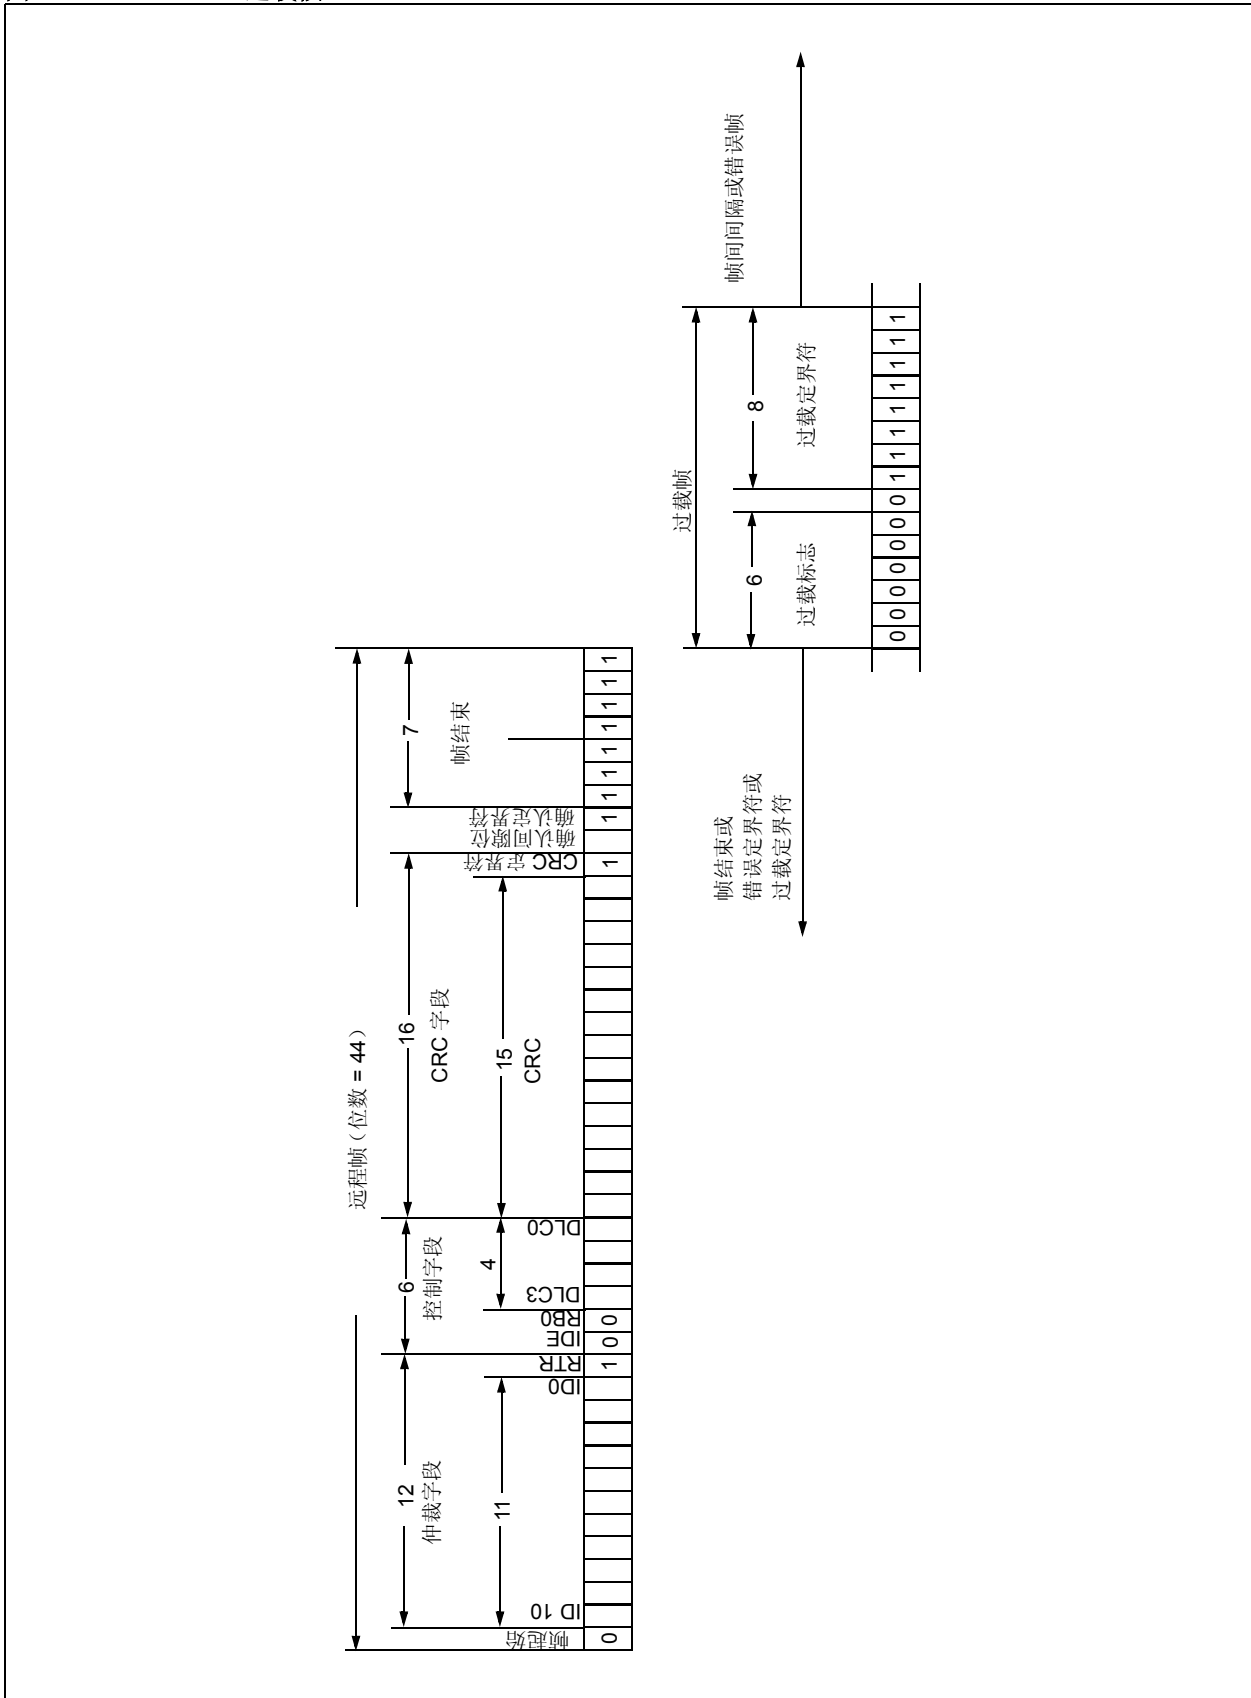 远程帧（位数 = 44）
12
仲裁字段
6
控制字段
16
CRC 字段
7
帧结束
11
4
15
CRC
帧起始
ID 10
ID0
RTR
IDE
RB0
DLC3
DLC0
CRC 定界符
确认间隙位
确认定界符
0
1
0
0
1
1
1
1
1
1
1
1
1
过载帧
帧结束或
错误定界符或
过载定界符
6
过载标志
8
过载定界符
帧间间隔或错误帧
0
0
0
0
0
0
0
1
1
1
1
1
1
1
1